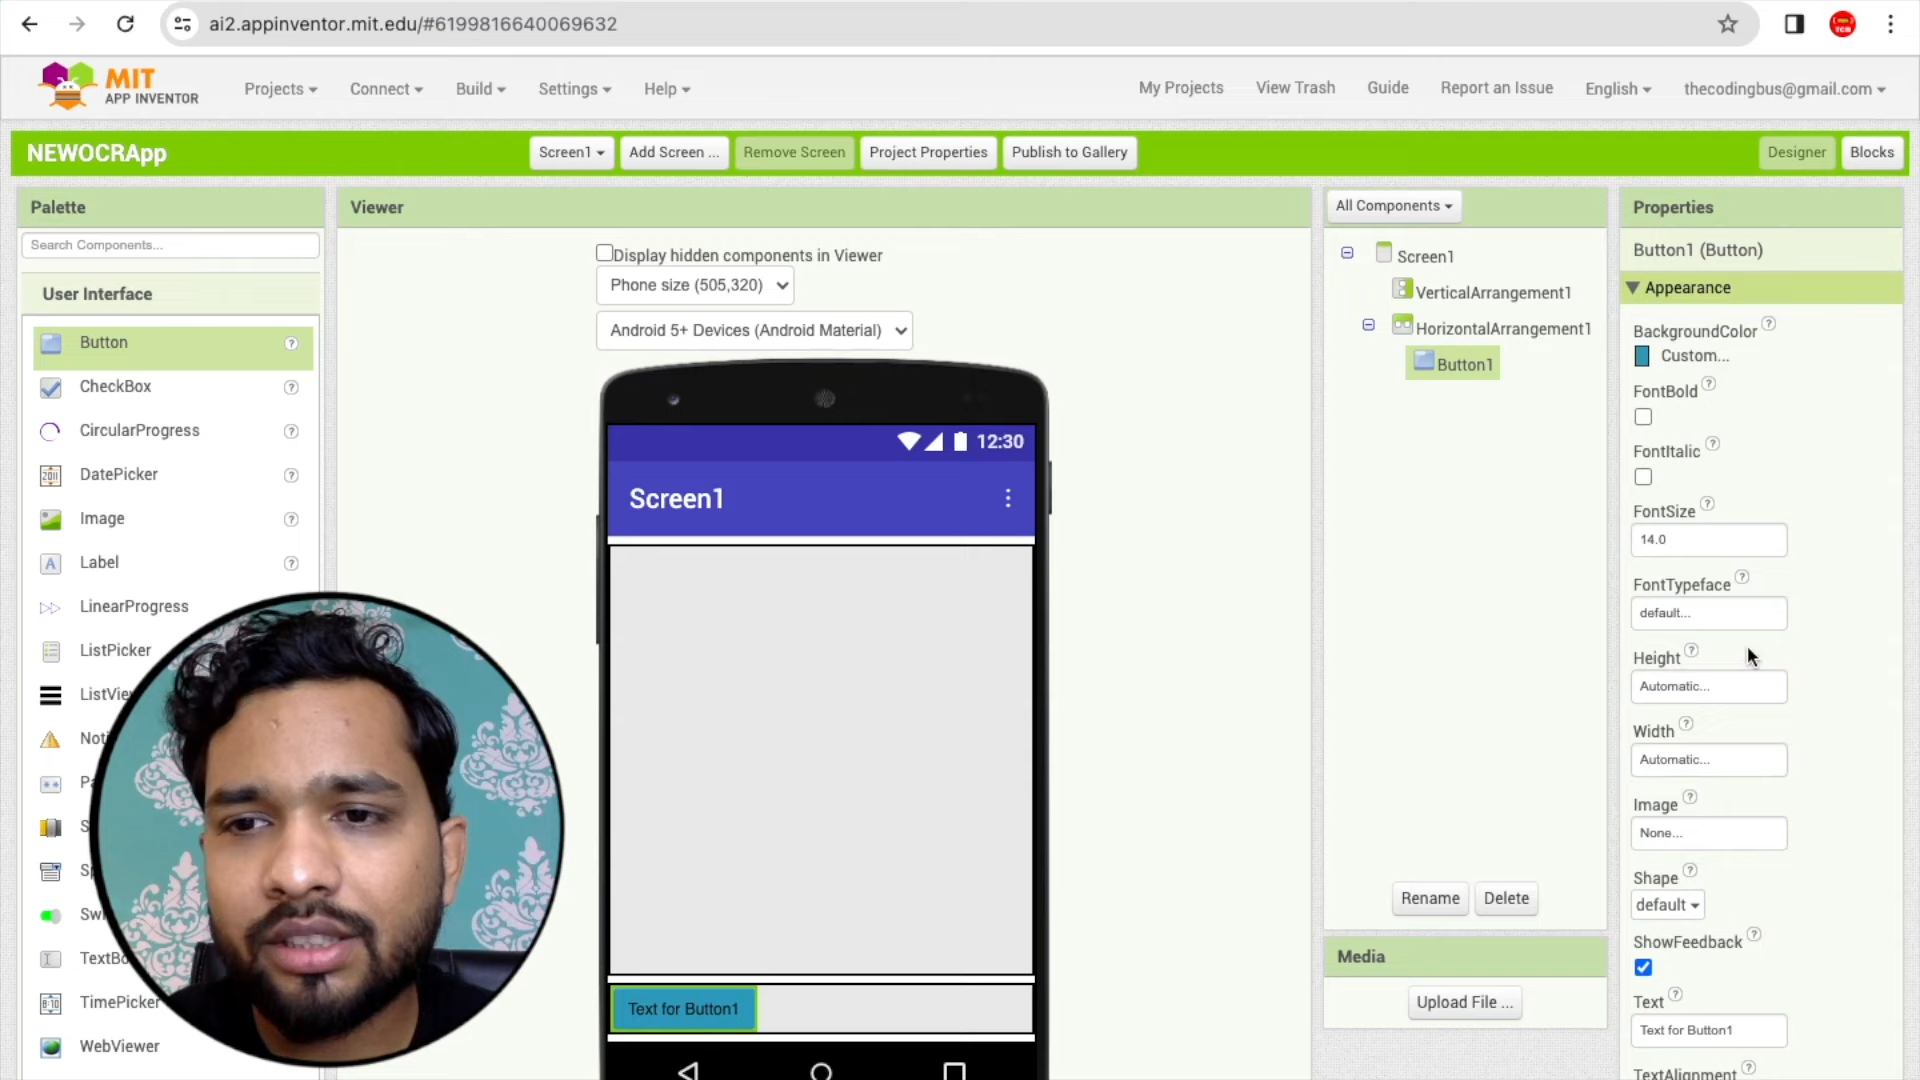 ai2.appinventor.mit.edu/#6199816640069632
MIT
APP INVENTOR
Projects
Connect
Build
Settings
Help
My Projects
View Trash
Guide
Report an Issue
English
thecodingbus@gmail.com
NEWOCRApp
Screen1
Add Screen ...
Remove Screen
Project Properties
Publish to Gallery
Designer
Blocks
Palette
Search Components...
User Interface
Button
CheckBox
CircularProgress
DatePicker
Image
Label
LinearProgress
ListPicker
TimePicker
WebViewer
Viewer
Display hidden components in Viewer
Phone size (505,320)
Android 5+ Devices (Android Material)
12:30
Screen1
Text for Button1
All Components
Screen1
VerticalArrangement1
HorizontalArrangement1
Button1
Rename
Delete
Media
Upload File ...
Properties
Button1 (Button)
Appearance
BackgroundColor
Custom...
FontBold
FontItalic
FontSize
14.0
FontTypeface
default...
Height
Automatic...
Width
Automatic...
Image
None...
Shape
default
ShowFeedback
Text
Text for Button1
TextAlignment